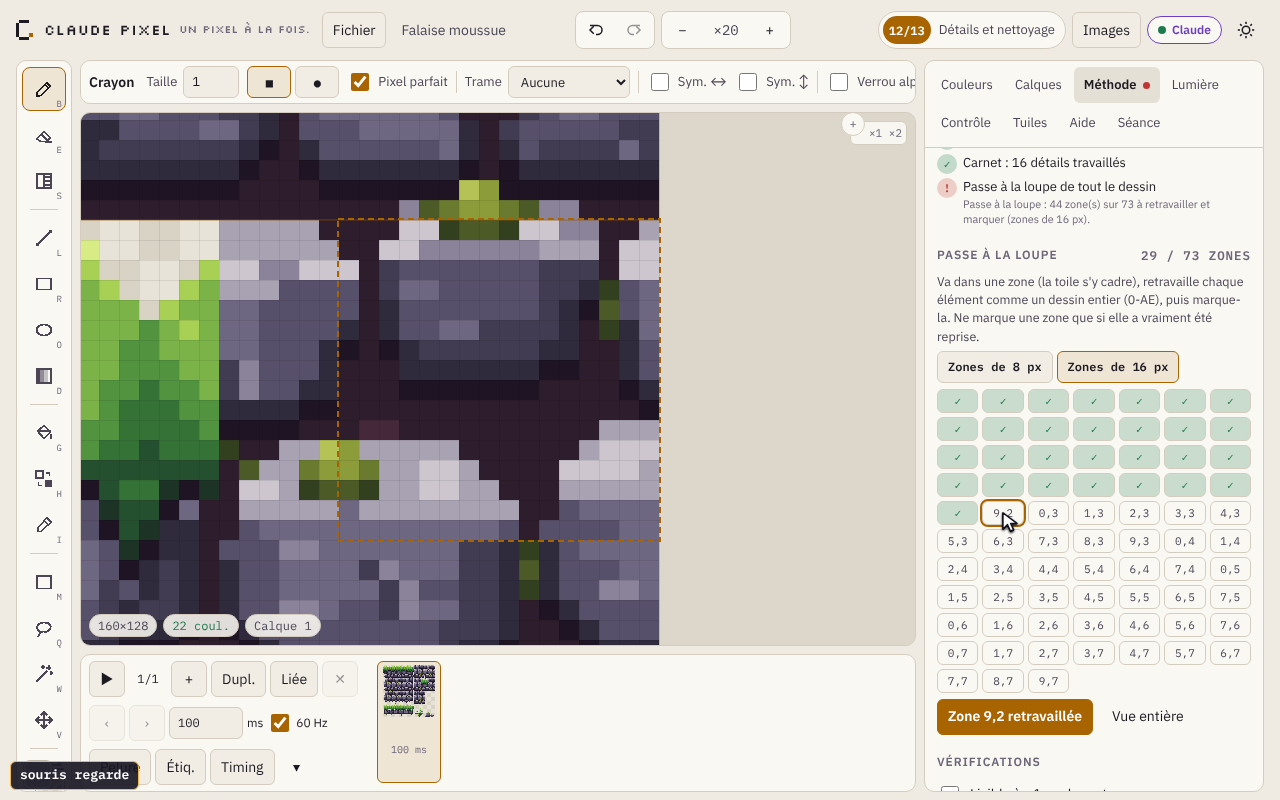 CLAUDE PIXEL UN PIXEL À LA FOIS. Fichier Falaise moussue − ×20 + 12/13 Détails et nettoyage Images Claude
Crayon Taille 1 Pixel parfait Trame Aucune Sym. Sym. Verrou alp
Couleurs Calques Méthode Lumière
Contrôle Tuiles Aide Séance
B
E
S
L
R
O
D
G
H
I
M
Q
W
V
+ ×1 ×2
✓ Carnet : 16 détails travaillés
! Passe à la loupe de tout le dessin
Passe à la loupe : 44 zone(s) sur 73 à retravailler et
marquer (zones de 16 px).
PASSE À LA LOUPE 29 / 73 ZONES
Va dans une zone (la toile s'y cadre), retravaille chaque
élément comme un dessin entier (0-AE), puis marque-
la. Ne marque une zone que si elle a vraiment été
reprise.
Zones de 8 px Zones de 16 px
✓ ✓ ✓ ✓ ✓ ✓ ✓
✓ ✓ ✓ ✓ ✓ ✓ ✓
✓ ✓ ✓ ✓ ✓ ✓ ✓
✓ ✓ ✓ ✓ ✓ ✓ ✓
✓ 9,2 0,3 1,3 2,3 3,3 4,3
5,3 6,3 7,3 8,3 9,3 0,4 1,4
2,4 3,4 4,4 5,4 6,4 7,4 0,5
1,5 2,5 3,5 4,5 5,5 6,5 7,5
0,6 1,6 2,6 3,6 4,6 5,6 7,6
0,7 1,7 2,7 3,7 4,7 5,7 6,7
7,7 8,7 9,7
Zone 9,2 retravaillée Vue entière
VÉRIFICATIONS
160×128 22 coul. Calque 1
1/1 + Dupl. Liée ✕
‹ › 100 ms 60 Hz
Étiq. Timing ▼
100 ms
souris regarde